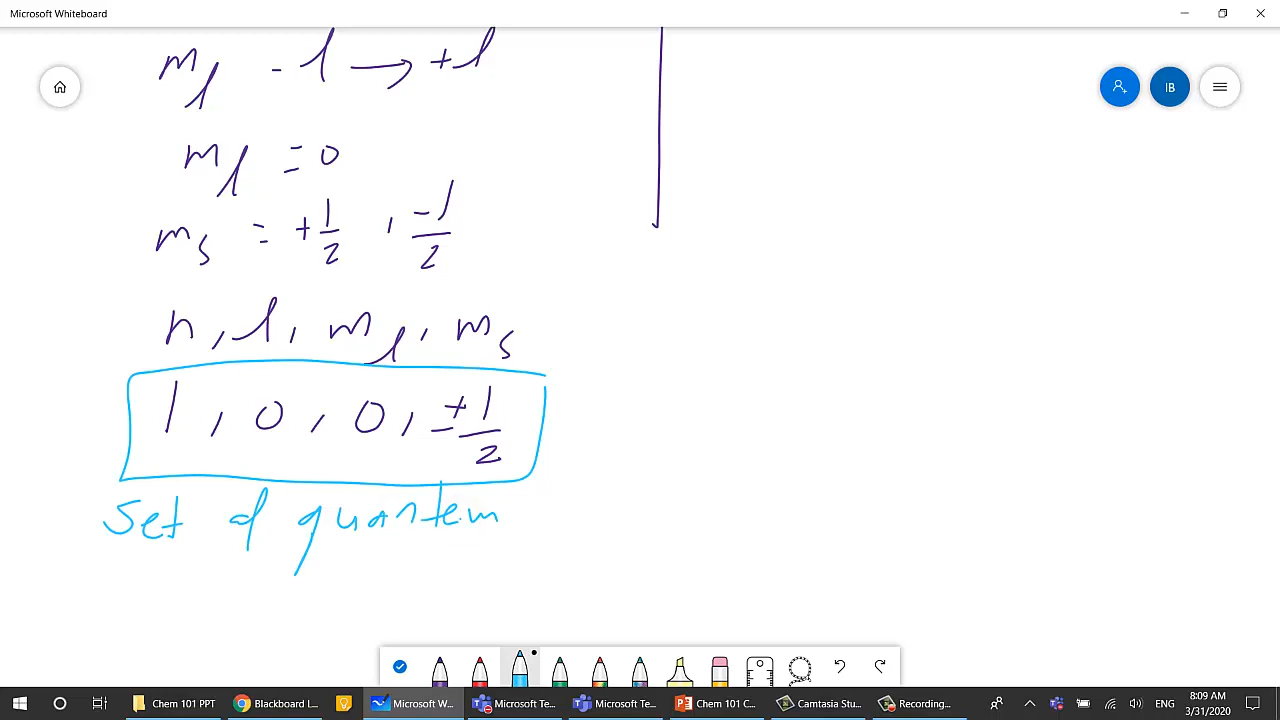 Microsoft Whiteboard
mℓ -ℓ → +ℓ
IB
mℓ = 0
ms = +1/2 , -1/2
n, ℓ, mℓ, ms
1, 0, 0, ±1/2
set of quantem
Chem 101 PPT
Blackboard L...
Microsoft W...
Microsoft Te...
Microsoft Te...
Chem 101 C...
Camtasia Stu...
Recording...
ENG
8:09 AM
3/31/2020